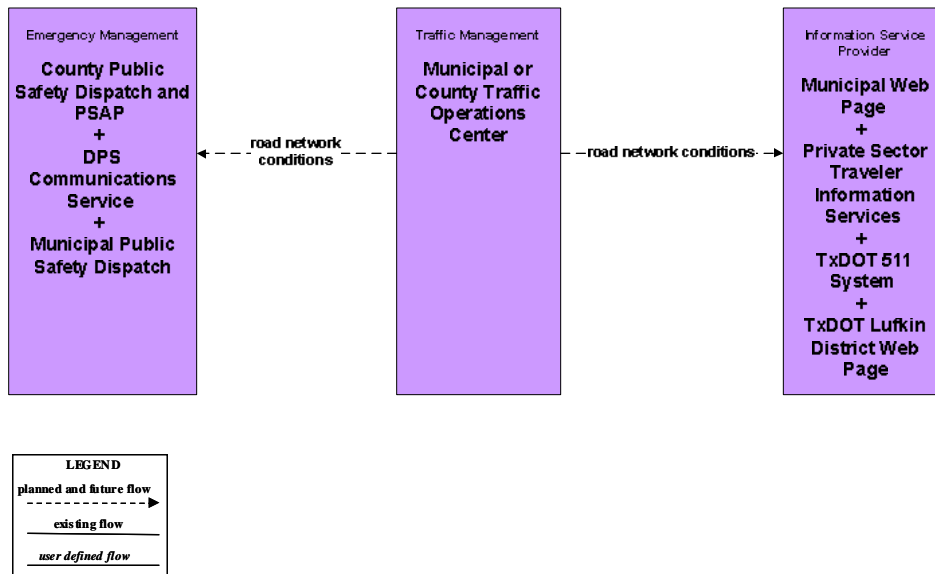 Emergency Management
County Public
Safety Dispatch and
PSAP
+
DPS
Communications
Service
+
Municipal Public
Safety Dispatch
road network
conditions
Traffic Management
Municipal or
County Traffic
Operations
Center
road network conditions
Information Service
Provider
Municipal Web
Page
+
Private Sector
Traveler
Information
Services
+
TxDOT 511
System
+
TxDOT Lufkin
District Web
Page
LEGEND
planned and future flow
existing flow
user defined flow